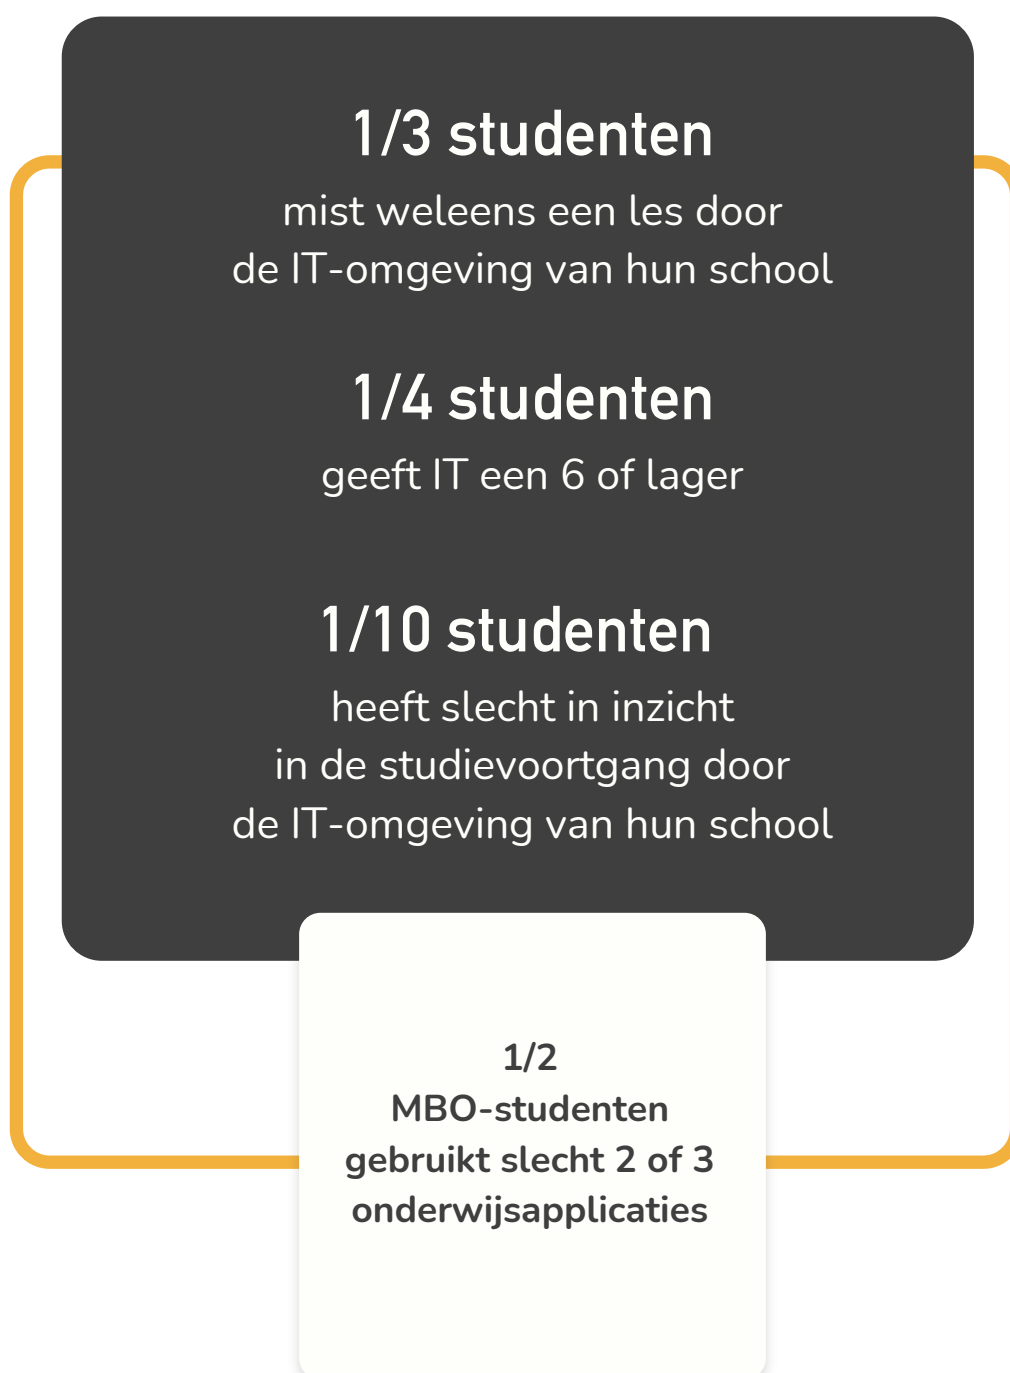 1/3 studenten
mist weleens een les door
de IT-omgeving van hun school
1/4 studenten
geeft IT een 6 of lager
1/10 studenten
heeft slecht in inzicht
in de studievoortgang door
de IT-omgeving van hun school
1/2
MBO-studenten
gebruikt slecht 2 of 3
onderwijsapplicaties